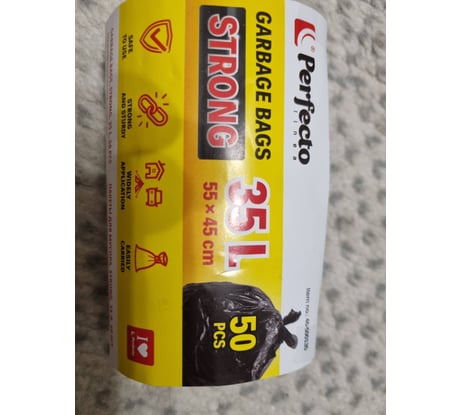 Perfecto
linea
GARBAGE BAGS
STRONG
35 L
55 × 45 cm
50
PCS
SAFE
TO USE
STRONG
AND STURDY
WIDELY
APPLICATION
EASILY
CARRIED
I